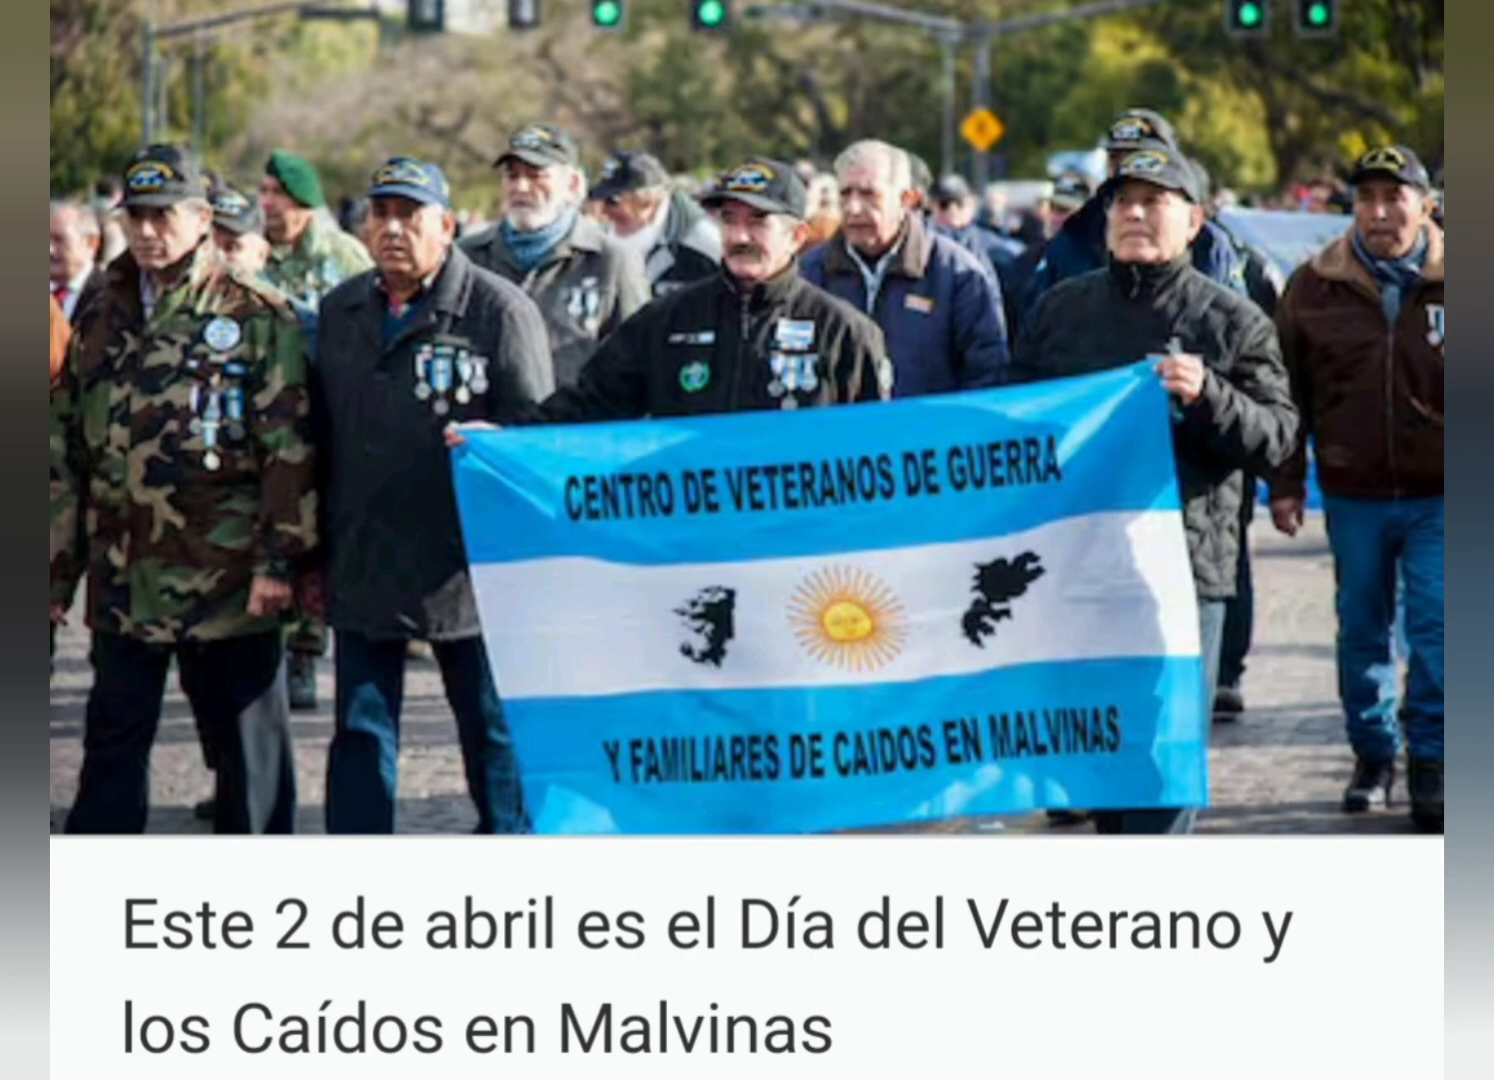 CENTRO DE VETERANOS DE GUERRA
Y FAMILIARES DE CAIDOS EN MALVINAS
Este 2 de abril es el Día del Veterano y
los Caídos en Malvinas